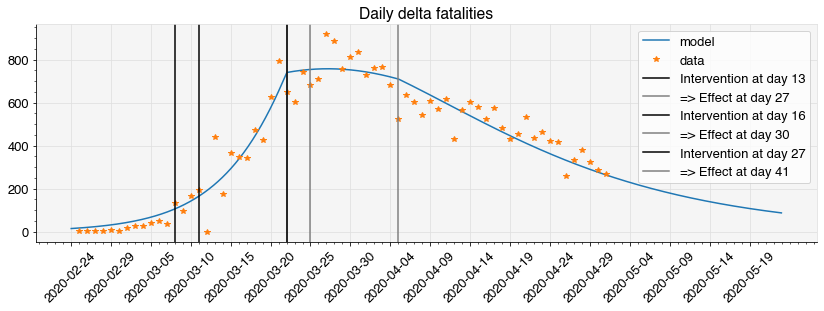 Daily delta fatalities
800
600
400
200
0
model
data
Intervention at day 13
=> Effect at day 27
Intervention at day 16
=> Effect at day 30
Intervention at day 27
=> Effect at day 41
2020-02-24
2020-02-29
2020-03-05
2020-03-10
2020-03-15
2020-03-20
2020-03-25
2020-03-30
2020-04-04
2020-04-09
2020-04-14
2020-04-19
2020-04-24
2020-04-29
2020-05-04
2020-05-09
2020-05-14
2020-05-19